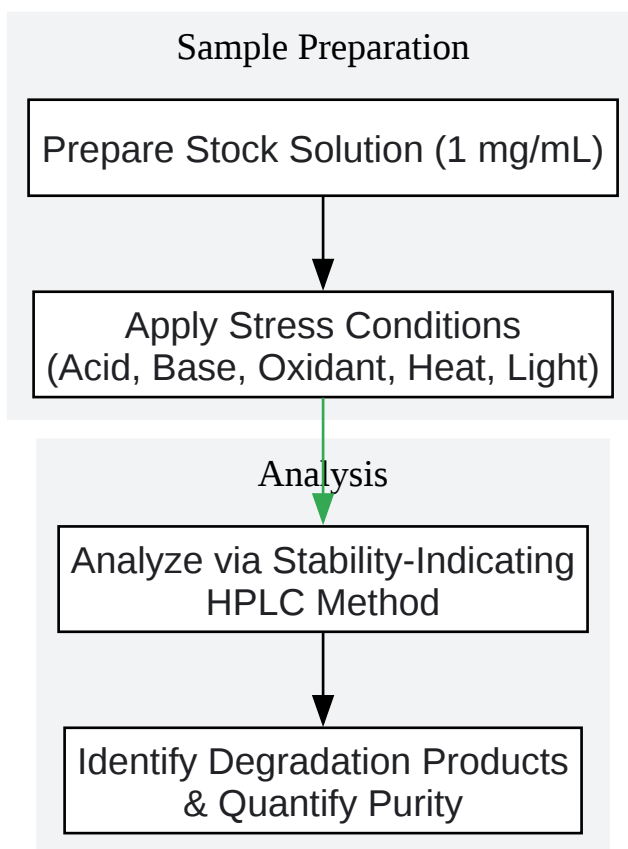 Sample Preparation
Prepare Stock Solution (1 mg/mL)
Apply Stress Conditions
(Acid, Base, Oxidant, Heat, Light)
Analysis
Analyze via Stability-Indicating
HPLC Method
Identify Degradation Products
& Quantify Purity